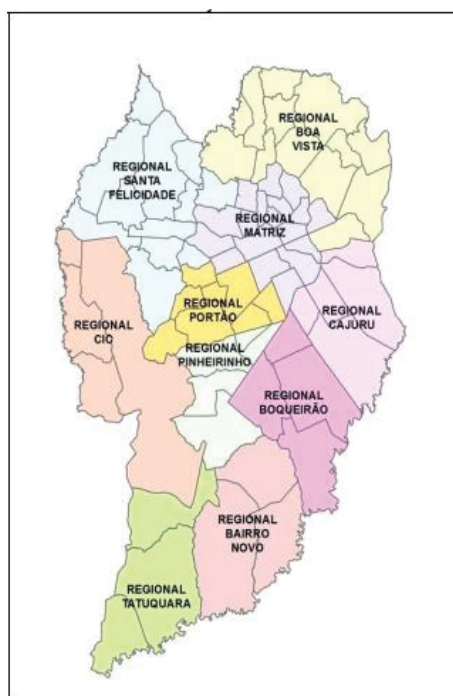 REGIONAL
BOA
VISTA
REGIONAL
SANTA
FELICIDADE
REGIONAL
MATRIZ
REGIONAL
PORTÃO
REGIONAL
CAJURU
REGIONAL
CIC
REGIONAL
PINHEIRINHO
REGIONAL
BOQUEIRÃO
REGIONAL
BAIRRO
NOVO
REGIONAL
TATUQUARA